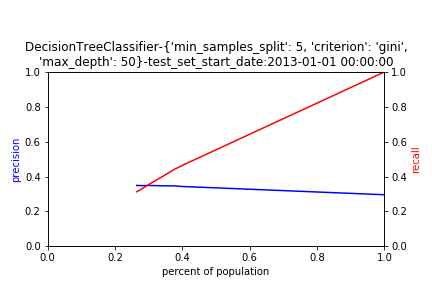 DecisionTreeClassifier-{'min_samples_split': 5, 'criterion': 'gini',
'max_depth': 50}-test_set_start_date:2013-01-01 00:00:00
1.0
0.8
0.6
0.4
0.2
0.0
precision
1.0
0.8
0.6
0.4
0.2
0.0
recall
0.0 0.2 0.4 0.6 0.8 1.0
percent of population